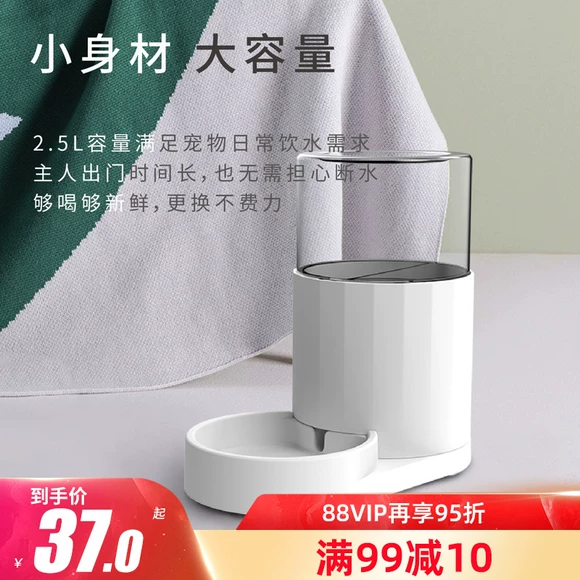 小身材 大容量
2.5L容量满足宠物日常饮水需求
主人出门时间长,也无需担心断水
够喝够新鲜,更换不费力
到手价
¥37.0起
88VIP再享95折
满99减10